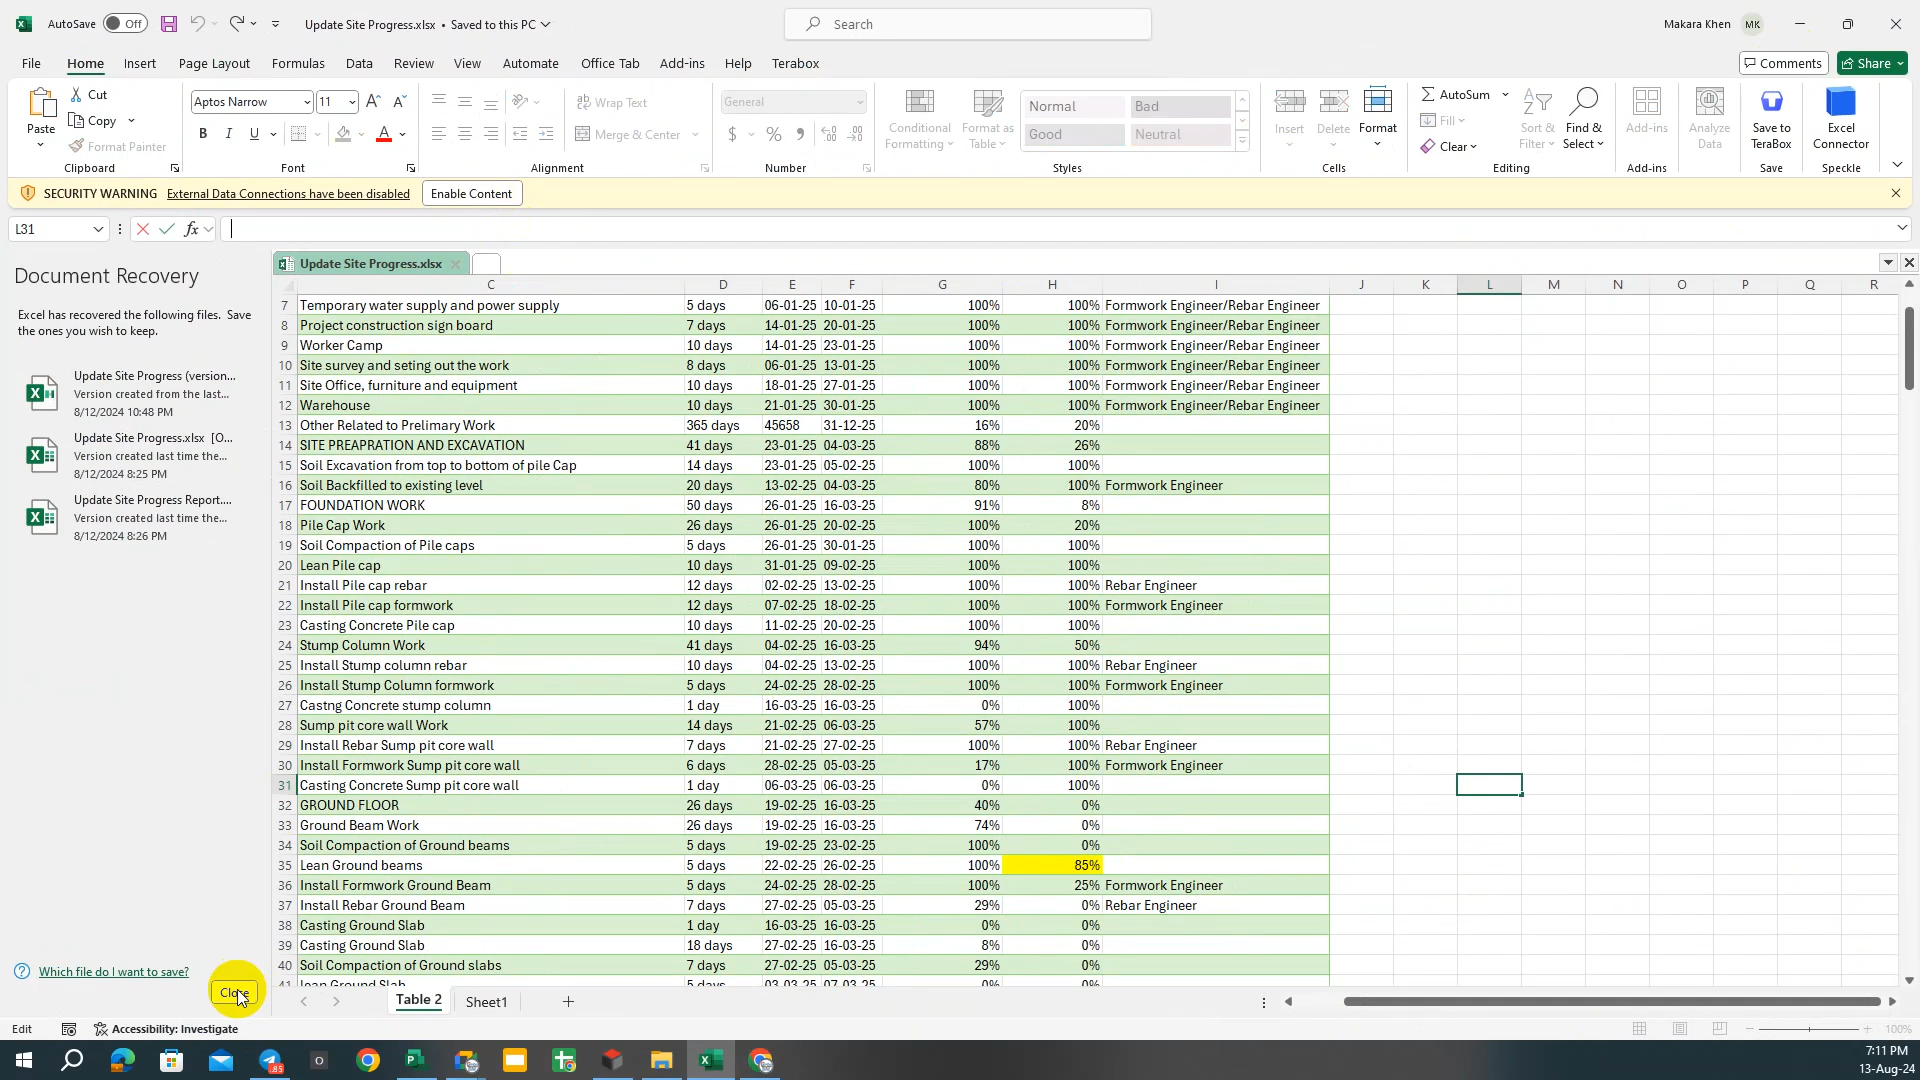 AutoSave Off Update Site Progress.xlsx • Saved to this PC Search Makara Khen MK
File Home Insert Page Layout Formulas Data Review View Automate Office Tab Add-ins Help Terabox Comments Share
Paste Cut Copy Format Painter Clipboard
Aptos Narrow 11 B I U A Font
Wrap Text Merge & Center Alignment
General $ % Number
Conditional Formatting Format as Table Normal Bad Good Neutral Styles
Insert Delete Format Cells
AutoSum Fill Clear Sort & Filter Find & Select Editing
Add-ins Add-ins Analyze Data Save to TeraBox Save Excel Connector Speckle
SECURITY WARNING External Data Connections have been disabled Enable Content
L31 fx
Document Recovery
Excel has recovered the following files. Save
the ones you wish to keep.
Update Site Progress (version...
Version created from the last...
8/12/2024 10:48 PM
Update Site Progress.xlsx [O...
Version created last time the...
8/12/2024 8:25 PM
Update Site Progress Report....
Version created last time the...
8/12/2024 8:26 PM
Which file do I want to save?
Close
Update Site Progress.xlsx
C D E F G H I J K L M N O P Q R
7 Temporary water supply and power supply 5 days 06-01-25 10-01-25 100% 100% Formwork Engineer/Rebar Engineer
8 Project construction sign board 7 days 14-01-25 20-01-25 100% 100% Formwork Engineer/Rebar Engineer
9 Worker Camp 10 days 14-01-25 23-01-25 100% 100% Formwork Engineer/Rebar Engineer
10 Site survey and seting out the work 8 days 06-01-25 13-01-25 100% 100% Formwork Engineer/Rebar Engineer
11 Site Office, furniture and equipment 10 days 18-01-25 27-01-25 100% 100% Formwork Engineer/Rebar Engineer
12 Warehouse 10 days 21-01-25 30-01-25 100% 100% Formwork Engineer/Rebar Engineer
13 Other Related to Prelimary Work 365 days 45658 31-12-25 16% 20%
14 SITE PREAPRATION AND EXCAVATION 41 days 23-01-25 04-03-25 88% 26%
15 Soil Excavation from top to bottom of pile Cap 14 days 23-01-25 05-02-25 100% 100%
16 Soil Backfilled to existing level 20 days 13-02-25 04-03-25 80% 100% Formwork Engineer
17 FOUNDATION WORK 50 days 26-01-25 16-03-25 91% 8%
18 Pile Cap Work 26 days 26-01-25 20-02-25 100% 20%
19 Soil Compaction of Pile caps 5 days 26-01-25 30-01-25 100% 100%
20 Lean Pile cap 10 days 31-01-25 09-02-25 100% 100%
21 Install Pile cap rebar 12 days 02-02-25 13-02-25 100% 100% Rebar Engineer
22 Install Pile cap formwork 12 days 07-02-25 18-02-25 100% 100% Formwork Engineer
23 Casting Concrete Pile cap 10 days 11-02-25 20-02-25 100% 100%
24 Stump Column Work 41 days 04-02-25 16-03-25 94% 50%
25 Install Stump column rebar 10 days 04-02-25 13-02-25 100% 100% Rebar Engineer
26 Install Stump Column formwork 5 days 24-02-25 28-02-25 100% 100% Formwork Engineer
27 Castng Concrete stump column 1 day 16-03-25 16-03-25 0% 100%
28 Sump pit core wall Work 14 days 21-02-25 06-03-25 57% 100%
29 Install Rebar Sump pit core wall 7 days 21-02-25 27-02-25 100% 100% Rebar Engineer
30 Install Formwork Sump pit core wall 6 days 28-02-25 05-03-25 17% 100% Formwork Engineer
31 Casting Concrete Sump pit core wall 1 day 06-03-25 06-03-25 0% 100%
32 GROUND FLOOR 26 days 19-02-25 16-03-25 40% 0%
33 Ground Beam Work 26 days 19-02-25 16-03-25 74% 0%
34 Soil Compaction of Ground beams 5 days 19-02-25 23-02-25 100% 0%
35 Lean Ground beams 5 days 22-02-25 26-02-25 100% 85%
36 Install Formwork Ground Beam 5 days 24-02-25 28-02-25 100% 25% Formwork Engineer
37 Install Rebar Ground Beam 7 days 27-02-25 05-03-25 29% 0% Rebar Engineer
38 Casting Ground Slab 1 day 16-03-25 16-03-25 0% 0%
39 Casting Ground Slab 18 days 27-02-25 16-03-25 8% 0%
40 Soil Compaction of Ground slabs 7 days 27-02-25 05-03-25 29% 0%
41 Lean Ground Slab 5 days 03-03-25 07-03-25 0% 0%
Table 2 Sheet1
Edit Accessibility: Investigate 100%
7:11 PM
13-Aug-24